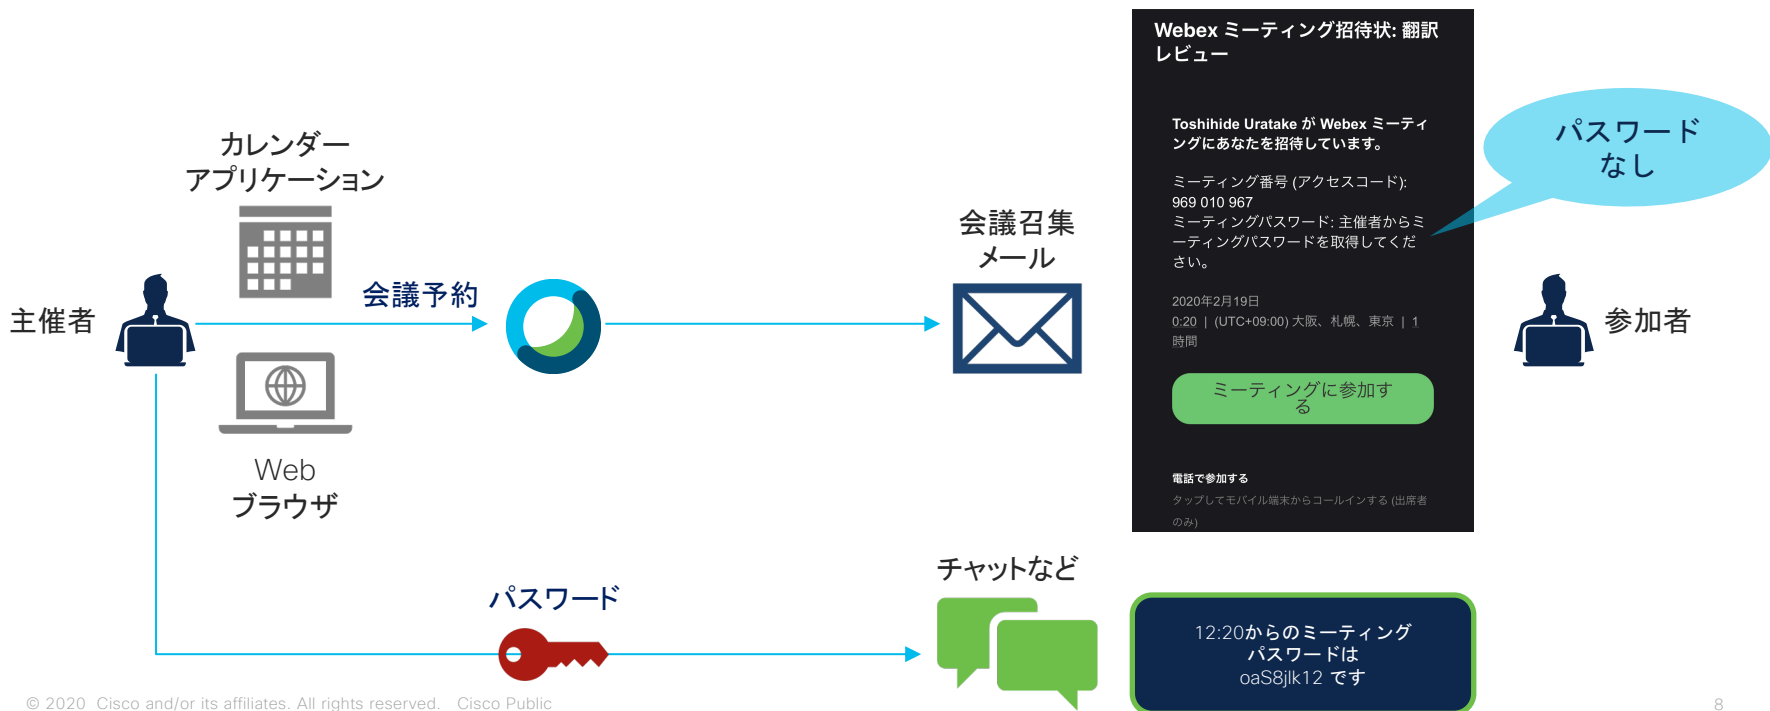 Webex ミーティング招待状: 翻訳
レビュー
Toshihide Uratake が Webex ミーティ
ングにあなたを招待しています。
ミーティング番号 (アクセスコード):
969 010 967
ミーティングパスワード: 主催者からミ
ーティングパスワードを取得してくだ
さい。
2020年2月19日
0:20 | (UTC+09:00) 大阪、札幌、東京 | 1
時間
ミーティングに参加す
る
電話で参加する
タップしてモバイル端末からコールインする (出席者
のみ)
パスワード
なし
カレンダー
アプリケーション
会議予約
主催者
Web
ブラウザ
会議召集
メール
参加者
パスワード
チャットなど
12:20からのミーティング
パスワードは
oaS8jlk12 です
© 2020 Cisco and/or its affiliates. All rights reserved. Cisco Public
8